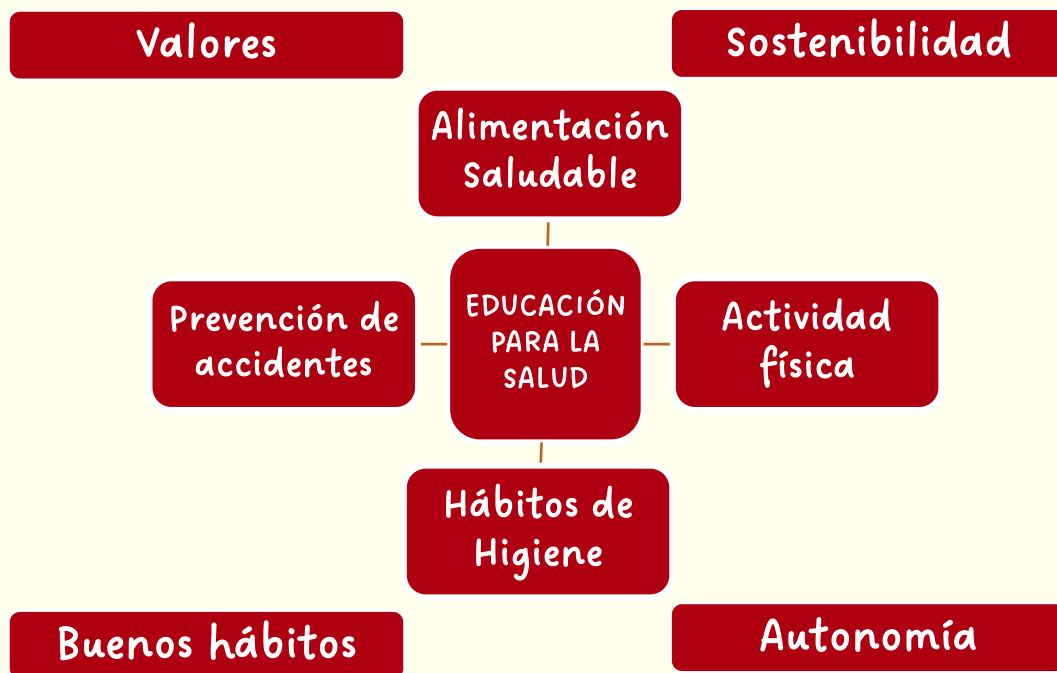 Valores
Sostenibilidad
Alimentación
Saludable
Prevención de
accidentes
EDUCACIÓN
PARA LA
SALUD
Actividad
física
Hábitos de
Higiene
Buenos hábitos
Autonomía